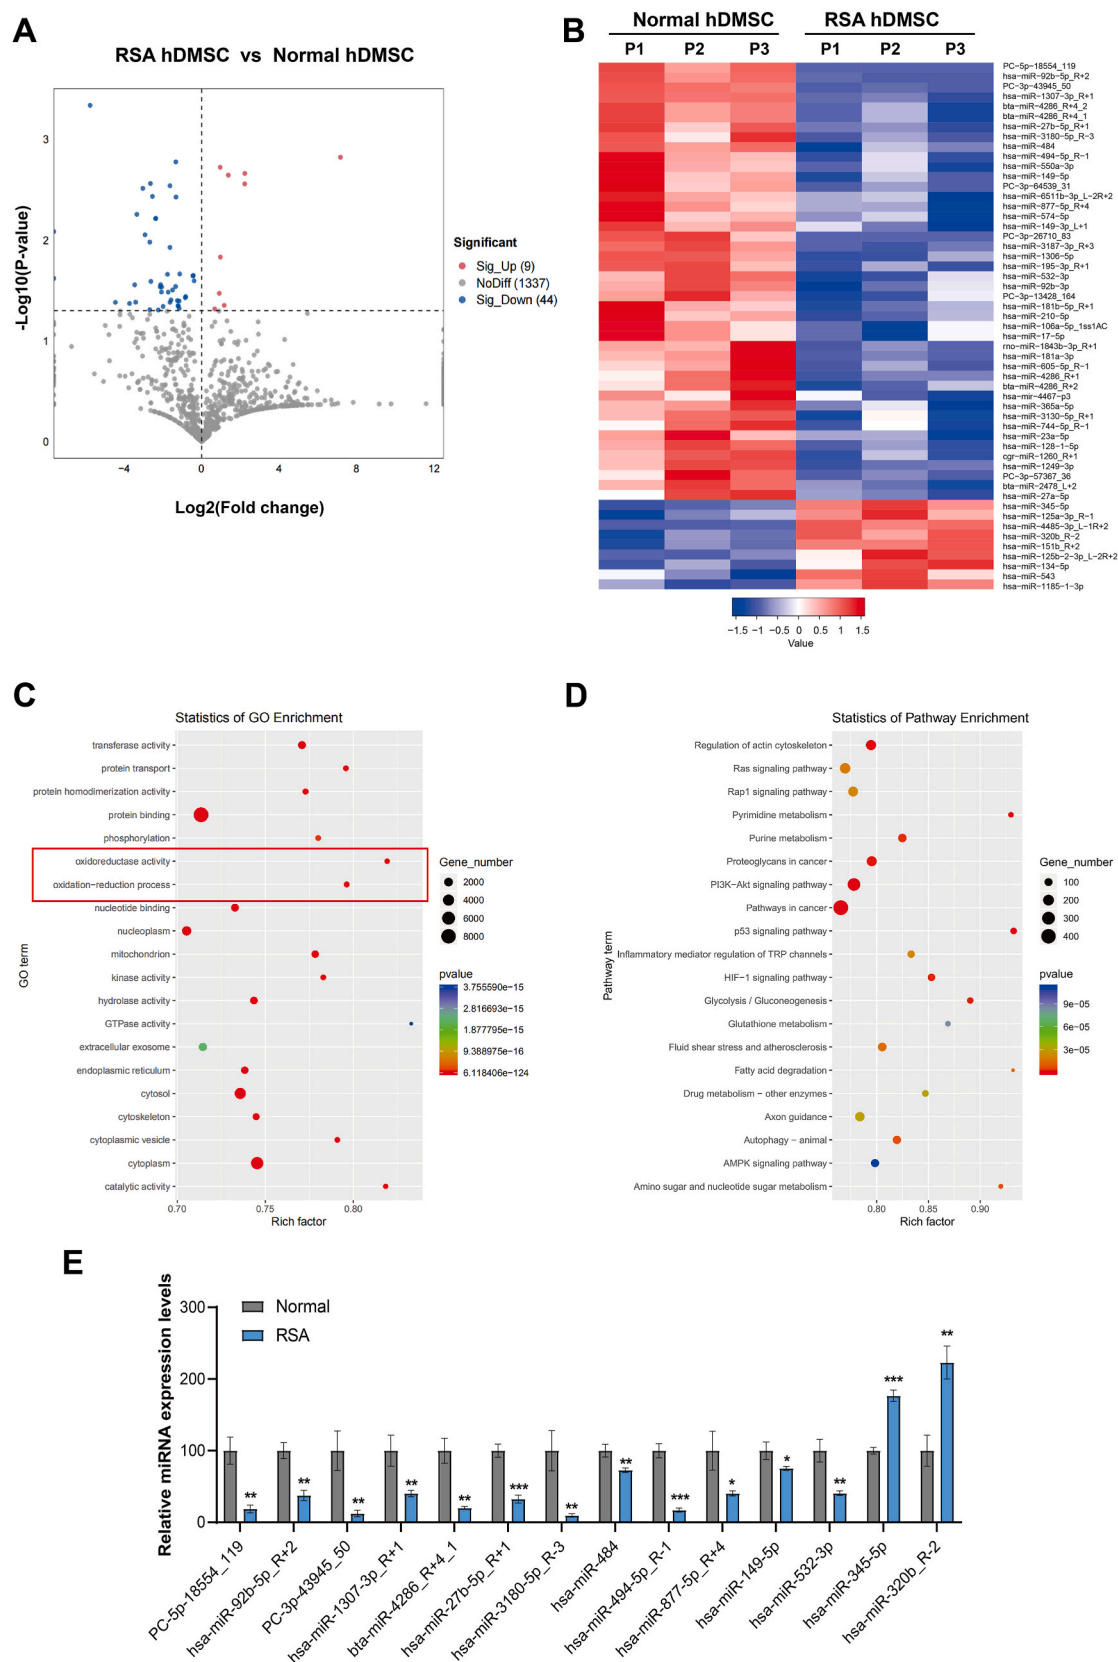 A
RSA hDMSC vs Normal hDMSC
-Log10(P-value)
3
2
1
0
−4
0
4
8
12
Log2(Fold change)
Significant
Sig_Up (9)
NoDiff (1337)
Sig_Down (44)
B
Normal hDMSC
RSA hDMSC
P1
P2
P3
P1
P2
P3
PC−5p−18554_119
hsa−miR−92b−5p_R+2
PC−3p−43945_50
hsa−miR−1307−3p_R+1
bta−miR−4286_R+4_2
bta−miR−4286_R+4_1
hsa−miR−27b−5p_R+1
hsa−miR−3180−5p_R−3
hsa−miR−484
hsa−miR−494−5p_R−1
hsa−miR−550a−3p
hsa−miR−149−5p
PC−3p−64539_31
hsa−miR−6511b−3p_L−2R+2
hsa−miR−877−5p_R+4
hsa−miR−574−5p
hsa−miR−149−3p_L+1
PC−3p−26710_83
hsa−miR−3187−3p_R+3
hsa−miR−1306−5p
hsa−miR−195−3p_R+1
hsa−miR−532−3p
hsa−miR−92b−3p
PC−3p−13428_164
hsa−miR−181b−5p_R+1
hsa−miR−210−5p
hsa−miR−106a−5p_1ss1AC
hsa−miR−17−5p
rno−miR−1843b−3p_R+1
hsa−miR−181a−3p
hsa−miR−605−5p_R−1
hsa−miR−4286_R+1
bta−miR−4286_R+2
hsa−mir−4467−p3
hsa−miR−365a−5p
hsa−miR−3130−5p_R+1
hsa−miR−744−5p_R−1
hsa−miR−23a−5p
hsa−miR−128−1−5p
cgr−miR−1260_R+1
hsa−miR−1249−3p
PC−3p−57367_36
bta−miR−2478_L+2
hsa−miR−27a−5p
hsa−miR−345−5p
hsa−miR−125a−3p_R−1
hsa−miR−4485−3p_L−1R+2
hsa−miR−320b_R−2
hsa−miR−151b_R+2
hsa−miR−125b−2−3p_L−2R+2
hsa−miR−134−5p
hsa−miR−543
hsa−miR−1185−1−3p
−1.5 −1 −0.5 0 0.5 1 1.5
Value
C
Statistics of GO Enrichment
GO term
transferase activity
protein transport
protein homodimerization activity
protein binding
phosphorylation
oxidoreductase activity
oxidation−reduction process
nucleotide binding
nucleoplasm
mitochondrion
kinase activity
hydrolase activity
GTPase activity
extracellular exosome
endoplasmic reticulum
cytosol
cytoskeleton
cytoplasmic vesicle
cytoplasm
catalytic activity
0.70
0.75
0.80
Rich factor
Gene_number
2000
4000
6000
8000
pvalue
3.755590e−15
2.816693e−15
1.877795e−15
9.388975e−16
6.118406e−124
D
Statistics of Pathway Enrichment
Pathway term
Regulation of actin cytoskeleton
Ras signaling pathway
Rap1 signaling pathway
Pyrimidine metabolism
Purine metabolism
Proteoglycans in cancer
PI3K−Akt signaling pathway
Pathways in cancer
p53 signaling pathway
Inflammatory mediator regulation of TRP channels
HIF−1 signaling pathway
Glycolysis / Gluconeogenesis
Glutathione metabolism
Fluid shear stress and atherosclerosis
Fatty acid degradation
Drug metabolism − other enzymes
Axon guidance
Autophagy − animal
AMPK signaling pathway
Amino sugar and nucleotide sugar metabolism
0.80
0.85
0.90
Rich factor
Gene_number
100
200
300
400
pvalue
9e−05
6e−05
3e−05
E
Relative miRNA expression levels
300
200
100
0
Normal
RSA
**
**
**
**
**
***
**
**
***
*
*
**
***
**
PC-5p-18554_119
hsa-miR-92b-5p_R+2
PC-3p-43945_50
hsa-miR-1307-3p_R+1
bta-miR-4286_R+4_1
hsa-miR-27b-5p_R+1
hsa-miR-3180-5p_R-3
hsa-miR-484
hsa-miR-494-5p_R-1
hsa-miR-877-5p_R+4
hsa-miR-149-5p
hsa-miR-532-3p
hsa-miR-345-5p
hsa-miR-320b_R-2